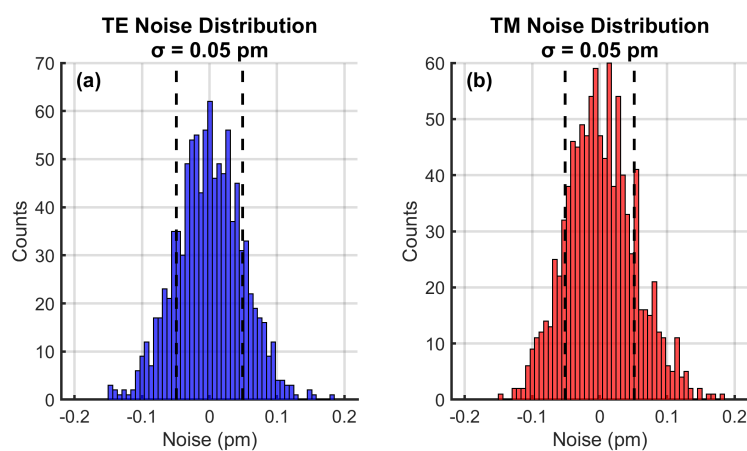 TE Noise Distribution
σ = 0.05 pm
(a)
70
60
50
40
30
20
10
0
Counts
-0.2 -0.1 0 0.1 0.2
Noise (pm)
TM Noise Distribution
σ = 0.05 pm
(b)
60
50
40
30
20
10
0
Counts
-0.2 -0.1 0 0.1 0.2
Noise (pm)